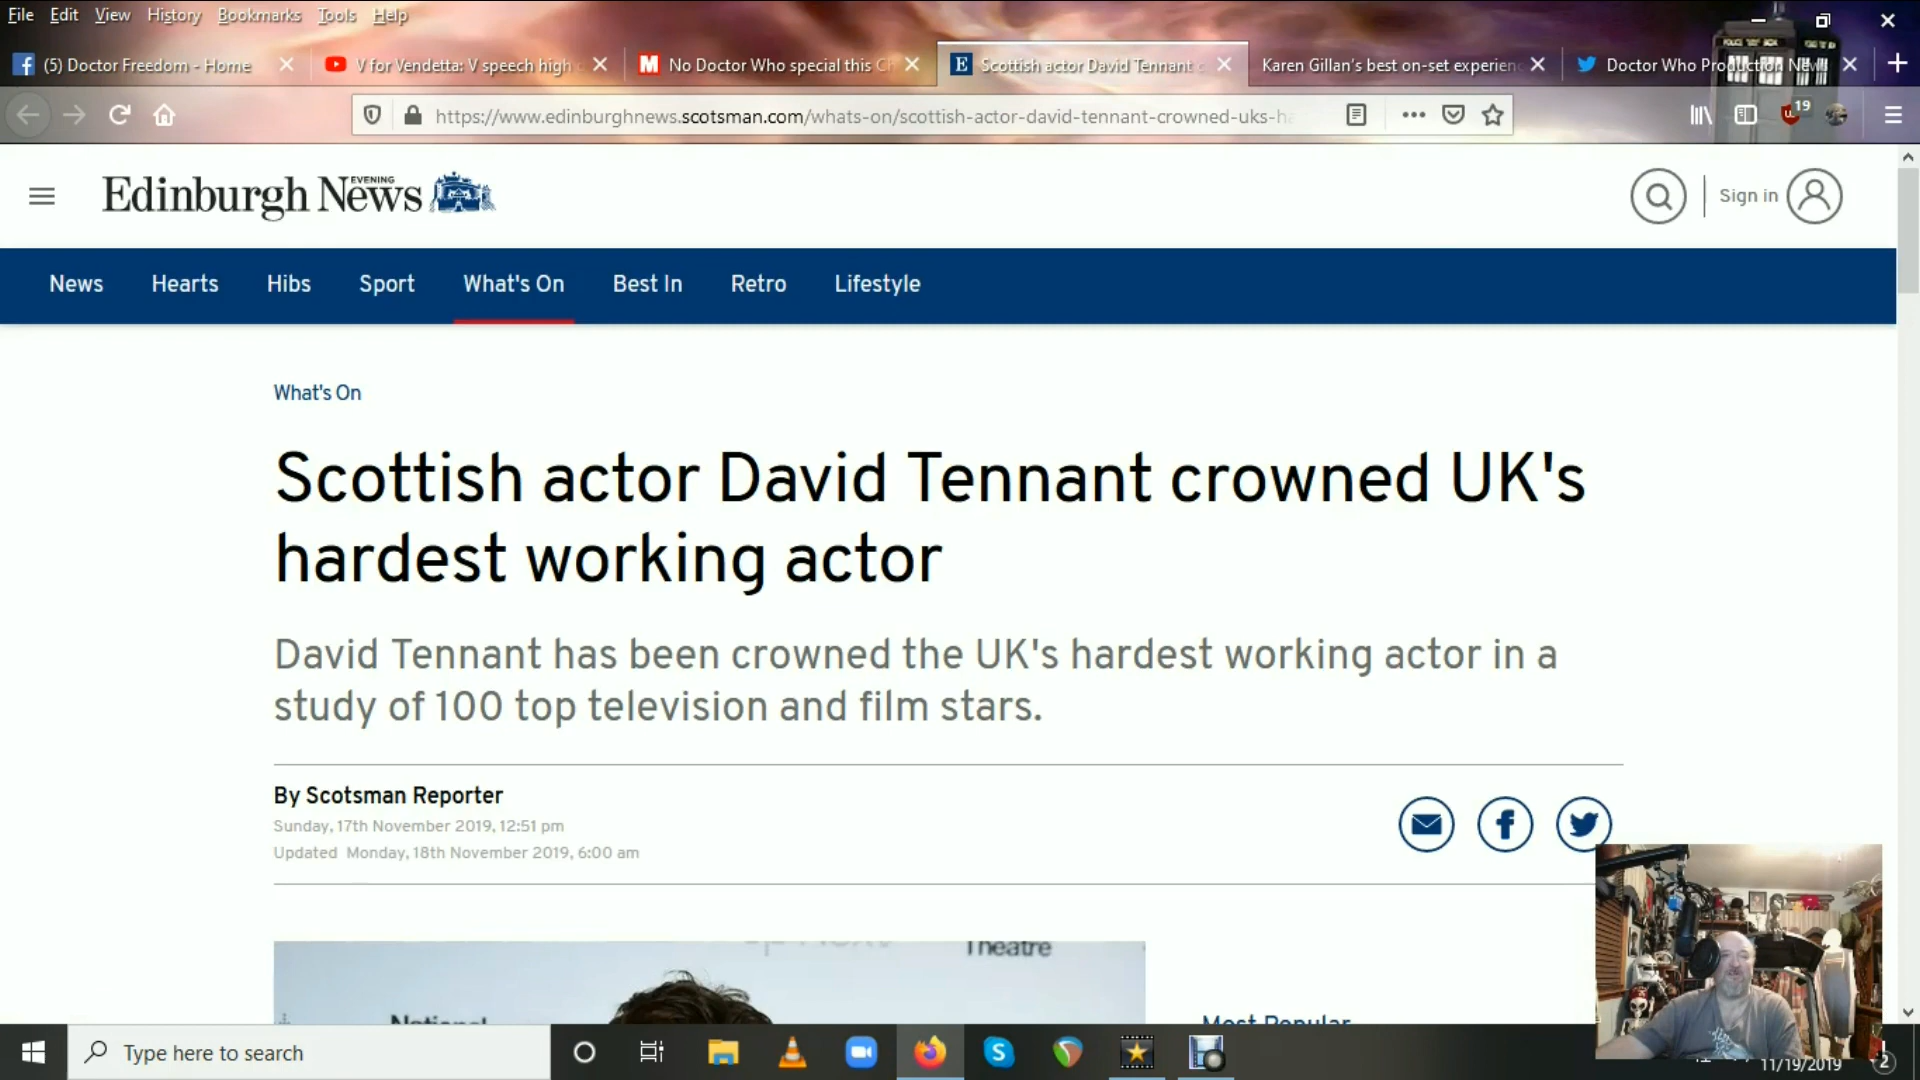 File Edit View History Bookmarks Tools Help
(5) Doctor Freedom - Home
V for Vendetta: V speech high
No Doctor Who special this Ch
Scottish actor David Tennant c
Karen Gillan's best on-set experienc
Doctor Who Production News
https://www.edinburghnews.scotsman.com/whats-on/scottish-actor-david-tennant-crowned-uks-ha
19
Edinburgh News
EVENING
Sign in
News Hearts Hibs Sport What's On Best In Retro Lifestyle
What's On
Scottish actor David Tennant crowned UK's
hardest working actor
David Tennant has been crowned the UK's hardest working actor in a
study of 100 top television and film stars.
By Scotsman Reporter
Sunday, 17th November 2019, 12:51 pm
Updated Monday, 18th November 2019, 6:00 am
Theatre
National
Most Popular
Type here to search
11/19/2019
2